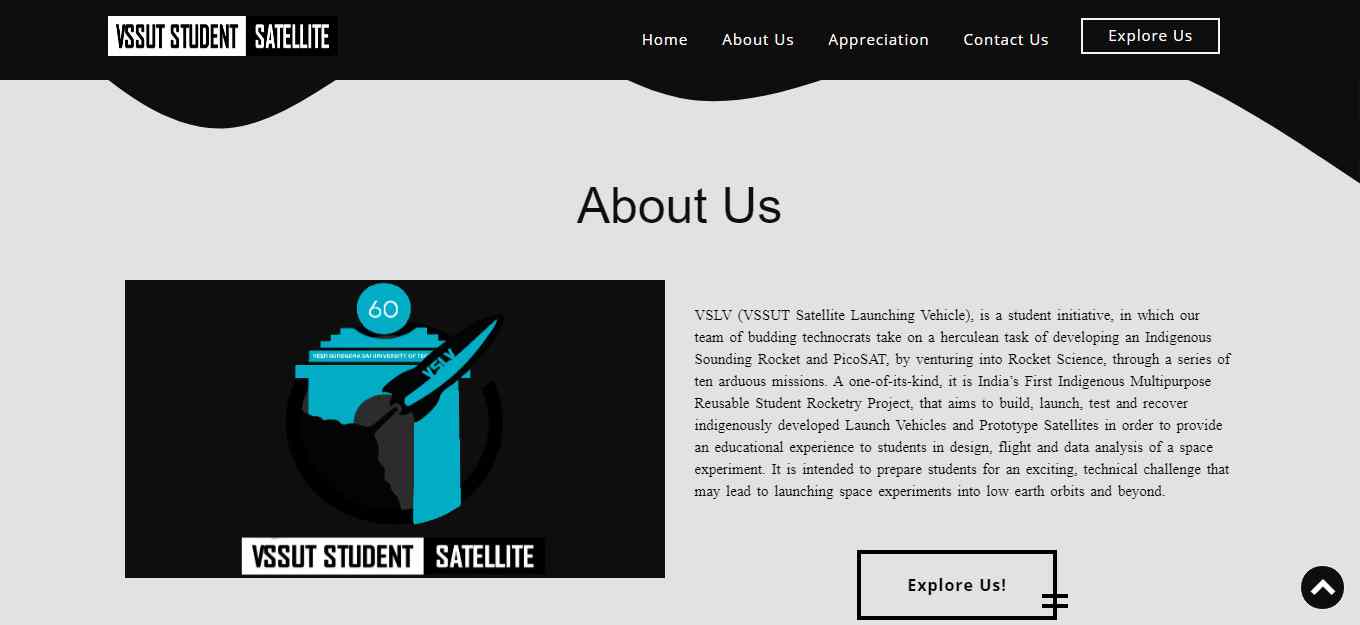 VSSUT STUDENT SATELLITE
Home About Us Appreciation Contact Us Explore Us
About Us
60
VEER SURENDRA SAI UNIVERSITY OF
VSLV
VSSUT STUDENT SATELLITE
VSLV (VSSUT Satellite Launching Vehicle), is a student initiative, in which our
team of budding technocrats take on a herculean task of developing an Indigenous
Sounding Rocket and PicoSAT, by venturing into Rocket Science, through a series of
ten arduous missions. A one-of-its-kind, it is India’s First Indigenous Multipurpose
Reusable Student Rocketry Project, that aims to build, launch, test and recover
indigenously developed Launch Vehicles and Prototype Satellites in order to provide
an educational experience to students in design, flight and data analysis of a space
experiment. It is intended to prepare students for an exciting, technical challenge that
may lead to launching space experiments into low earth orbits and beyond.
Explore Us!